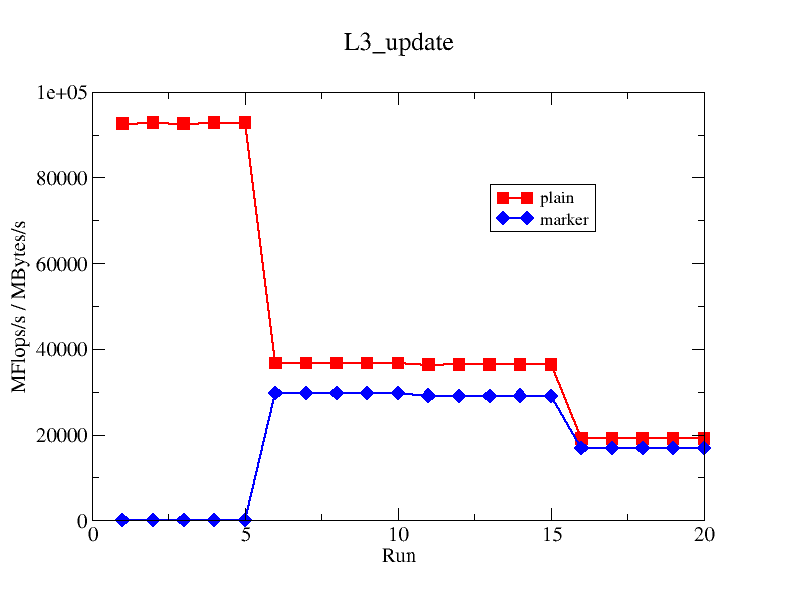 L3_update
1e+05
80000
60000
40000
20000
0
MFlops/s / MBytes/s
plain
marker
0 5 10 15 20
Run